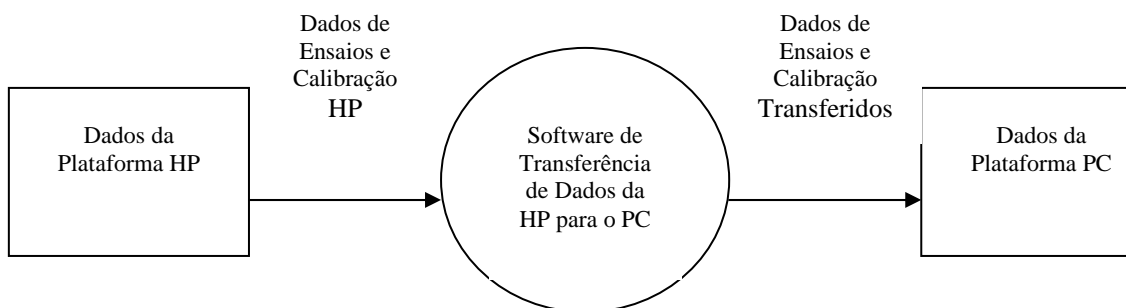 Dados de
Ensaios e
Calibração
HP
Dados de
Ensaios e
Calibração
Transferidos
Dados da
Plataforma HP
Software de
Transferência
de Dados da
HP para o PC
Dados da
Plataforma PC